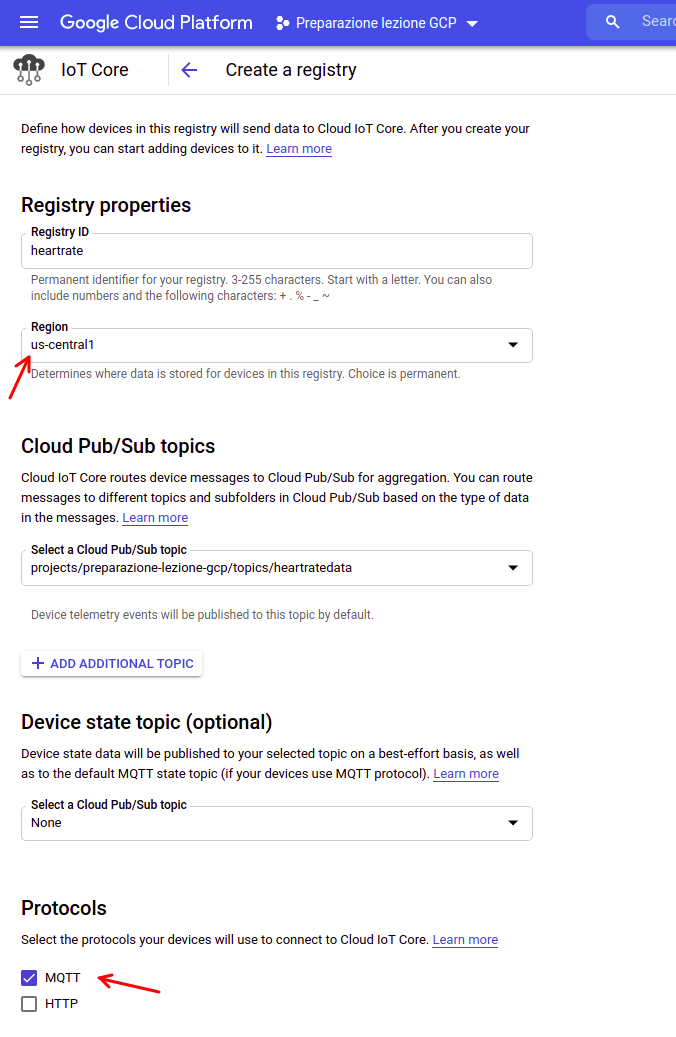 Google Cloud Platform
Preparazione lezione GCP
Sear
IoT Core
Create a registry
Define how devices in this registry will send data to Cloud IoT Core. After you create your
registry, you can start adding devices to it. Learn more
Registry properties
Registry ID
heartrate
Permanent identifier for your registry. 3-255 characters. Start with a letter. You can also
include numbers and the following characters: + . % - _ ~
Region
us-central1
Determines where data is stored for devices in this registry. Choice is permanent.
Cloud Pub/Sub topics
Cloud IoT Core routes device messages to Cloud Pub/Sub for aggregation. You can route
messages to different topics and subfolders in Cloud Pub/Sub based on the type of data
in the messages. Learn more
Select a Cloud Pub/Sub topic
projects/preparazione-lezione-gcp/topics/heartratedata
Device telemetry events will be published to this topic by default.
+ ADD ADDITIONAL TOPIC
Device state topic (optional)
Device state data will be published to your selected topic on a best-effort basis, as well
as to the default MQTT state topic (if your devices use MQTT protocol). Learn more
Select a Cloud Pub/Sub topic
None
Protocols
Select the protocols your devices will use to connect to Cloud IoT Core. Learn more
MQTT
HTTP